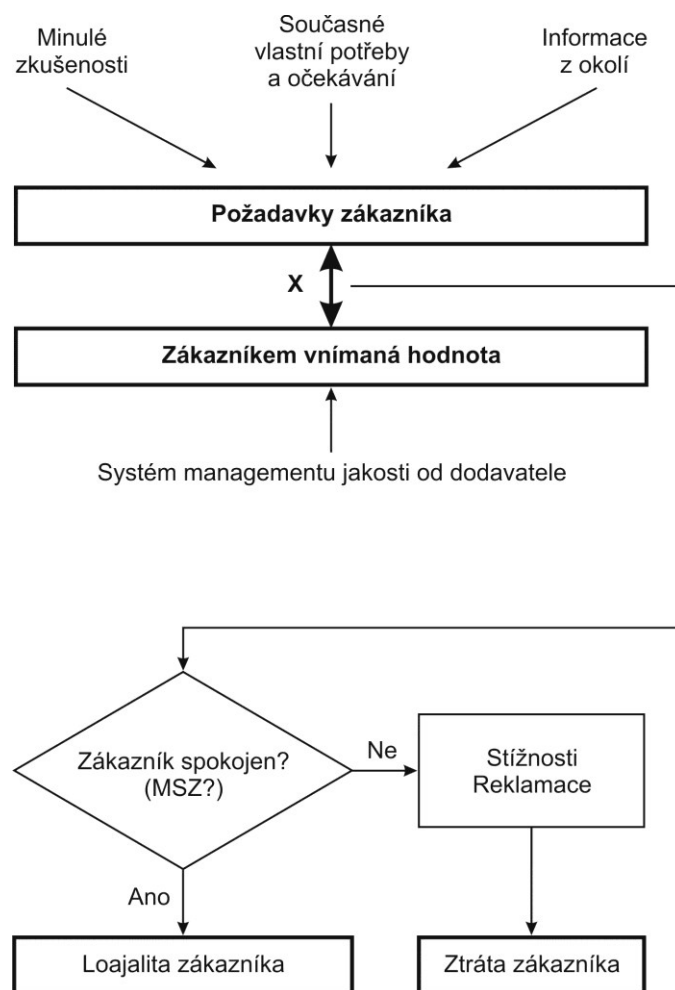 Minulé
zkušenosti
Současné
vlastní potřeby
a očekávání
Informace
z okolí
Požadavky zákazníka
X
Zákazníkem vnímaná hodnota
Systém managementu jakosti od dodavatele
Zákazník spokojen?
(MSZ?)
Ne
Stížnosti
Reklamace
Ano
Loajalita zákazníka
Ztráta zákazníka